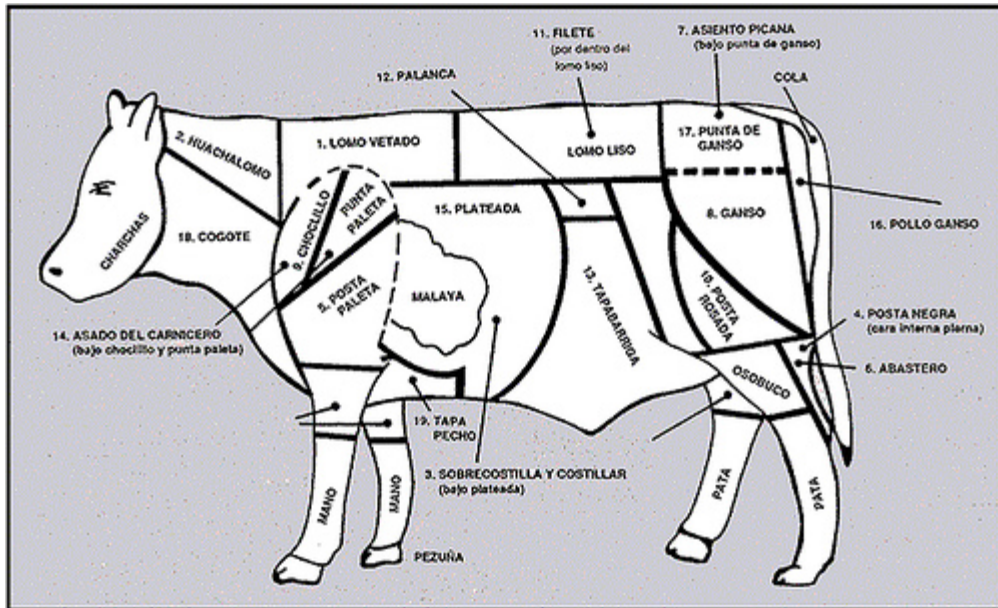 11. FILETE
(por dentro del
lomo liso)
7. ASIENTO PICANA
(bajo punta de ganso)
12. PALANCA
COLA
2. HUACHALOMO
1. LOMO VETADO
LOMO LISO
17. PUNTA DE
GANSO
CHARCHAS
18. COGOTE
9. CHOCLILLO
PUNTA
PALETA
15. PLATEADA
8. GANSO
16. POLLO GANSO
5. POSTA
PALETA
MALAYA
13. TAPABARRIGA
10. POSTA
ROSADA
14. ASADO DEL CARNICERO
(bajo choclillo y punta paleta)
4. POSTA NEGRA
(cara interna pierna)
6. ABASTERO
OSOBUCO
19. TAPA
PECHO
3. SOBRECOSTILLA Y COSTILLAR
(bajo plateada)
MANO
MANO
PATA
PATA
PEZUÑA